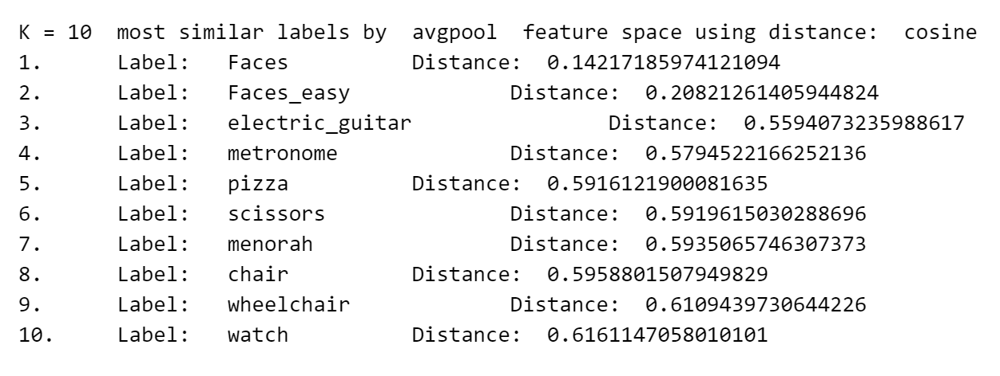 K = 10  most similar labels by  avgpool  feature space using distance:  cosine
1.	Label:	Faces	Distance:  0.14217185974121094
2.	Label:	Faces_easy	Distance:  0.20821261405944824
3.	Label:	electric_guitar	Distance:  0.5594073235988617
4.	Label:	metronome	Distance:  0.5794522166252136
5.	Label:	pizza	Distance:  0.5916121900081635
6.	Label:	scissors	Distance:  0.5919615030288696
7.	Label:	menorah	Distance:  0.5935065746307373
8.	Label:	chair	Distance:  0.5958801507949829
9.	Label:	wheelchair	Distance:  0.6109439730644226
10.	Label:	watch	Distance:  0.6161147058010101